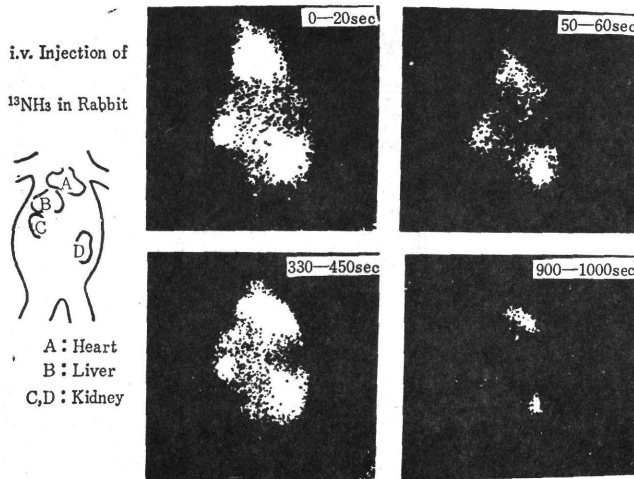 i.v. Injection of
¹³NH₃ in Rabbit
A
B
C
D
A : Heart
B : Liver
C,D : Kidney
0—20sec
50—60sec
330—450sec
900—1000sec